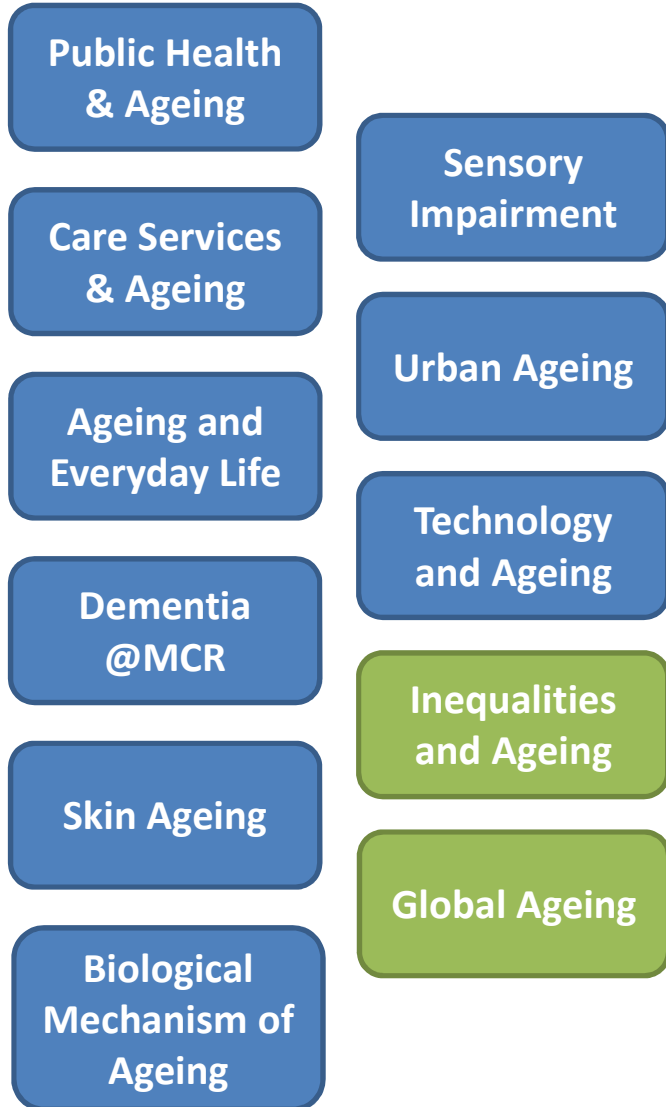 Public Health
& Ageing
Care Services
& Ageing
Ageing and
Everyday Life
Dementia
@MCR
Skin Ageing
Biological
Mechanism of
Ageing
Sensory
Impairment
Urban Ageing
Technology
and Ageing
Inequalities
and Ageing
Global Ageing